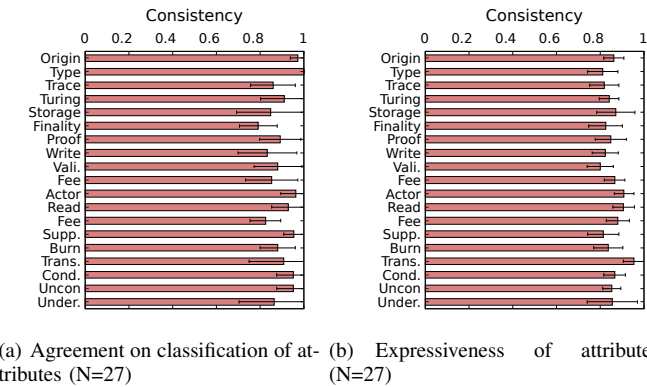 Consistency
0 0.2 0.4 0.6 0.8 1
Origin
Type
Trace
Turing
Storage
Finality
Proof
Write
Vali.
Fee
Actor
Read
Fee
Supp.
Burn
Trans.
Cond.
Uncon
Under.
(a) Agreement on classification of at-
tributes (N=27)
Consistency
0 0.2 0.4 0.6 0.8 1
Origin
Type
Trace
Turing
Storage
Finality
Proof
Write
Vali.
Fee
Actor
Read
Fee
Supp.
Burn
Trans.
Cond.
Uncon
Under.
(b) Expressiveness of attribute
(N=27)